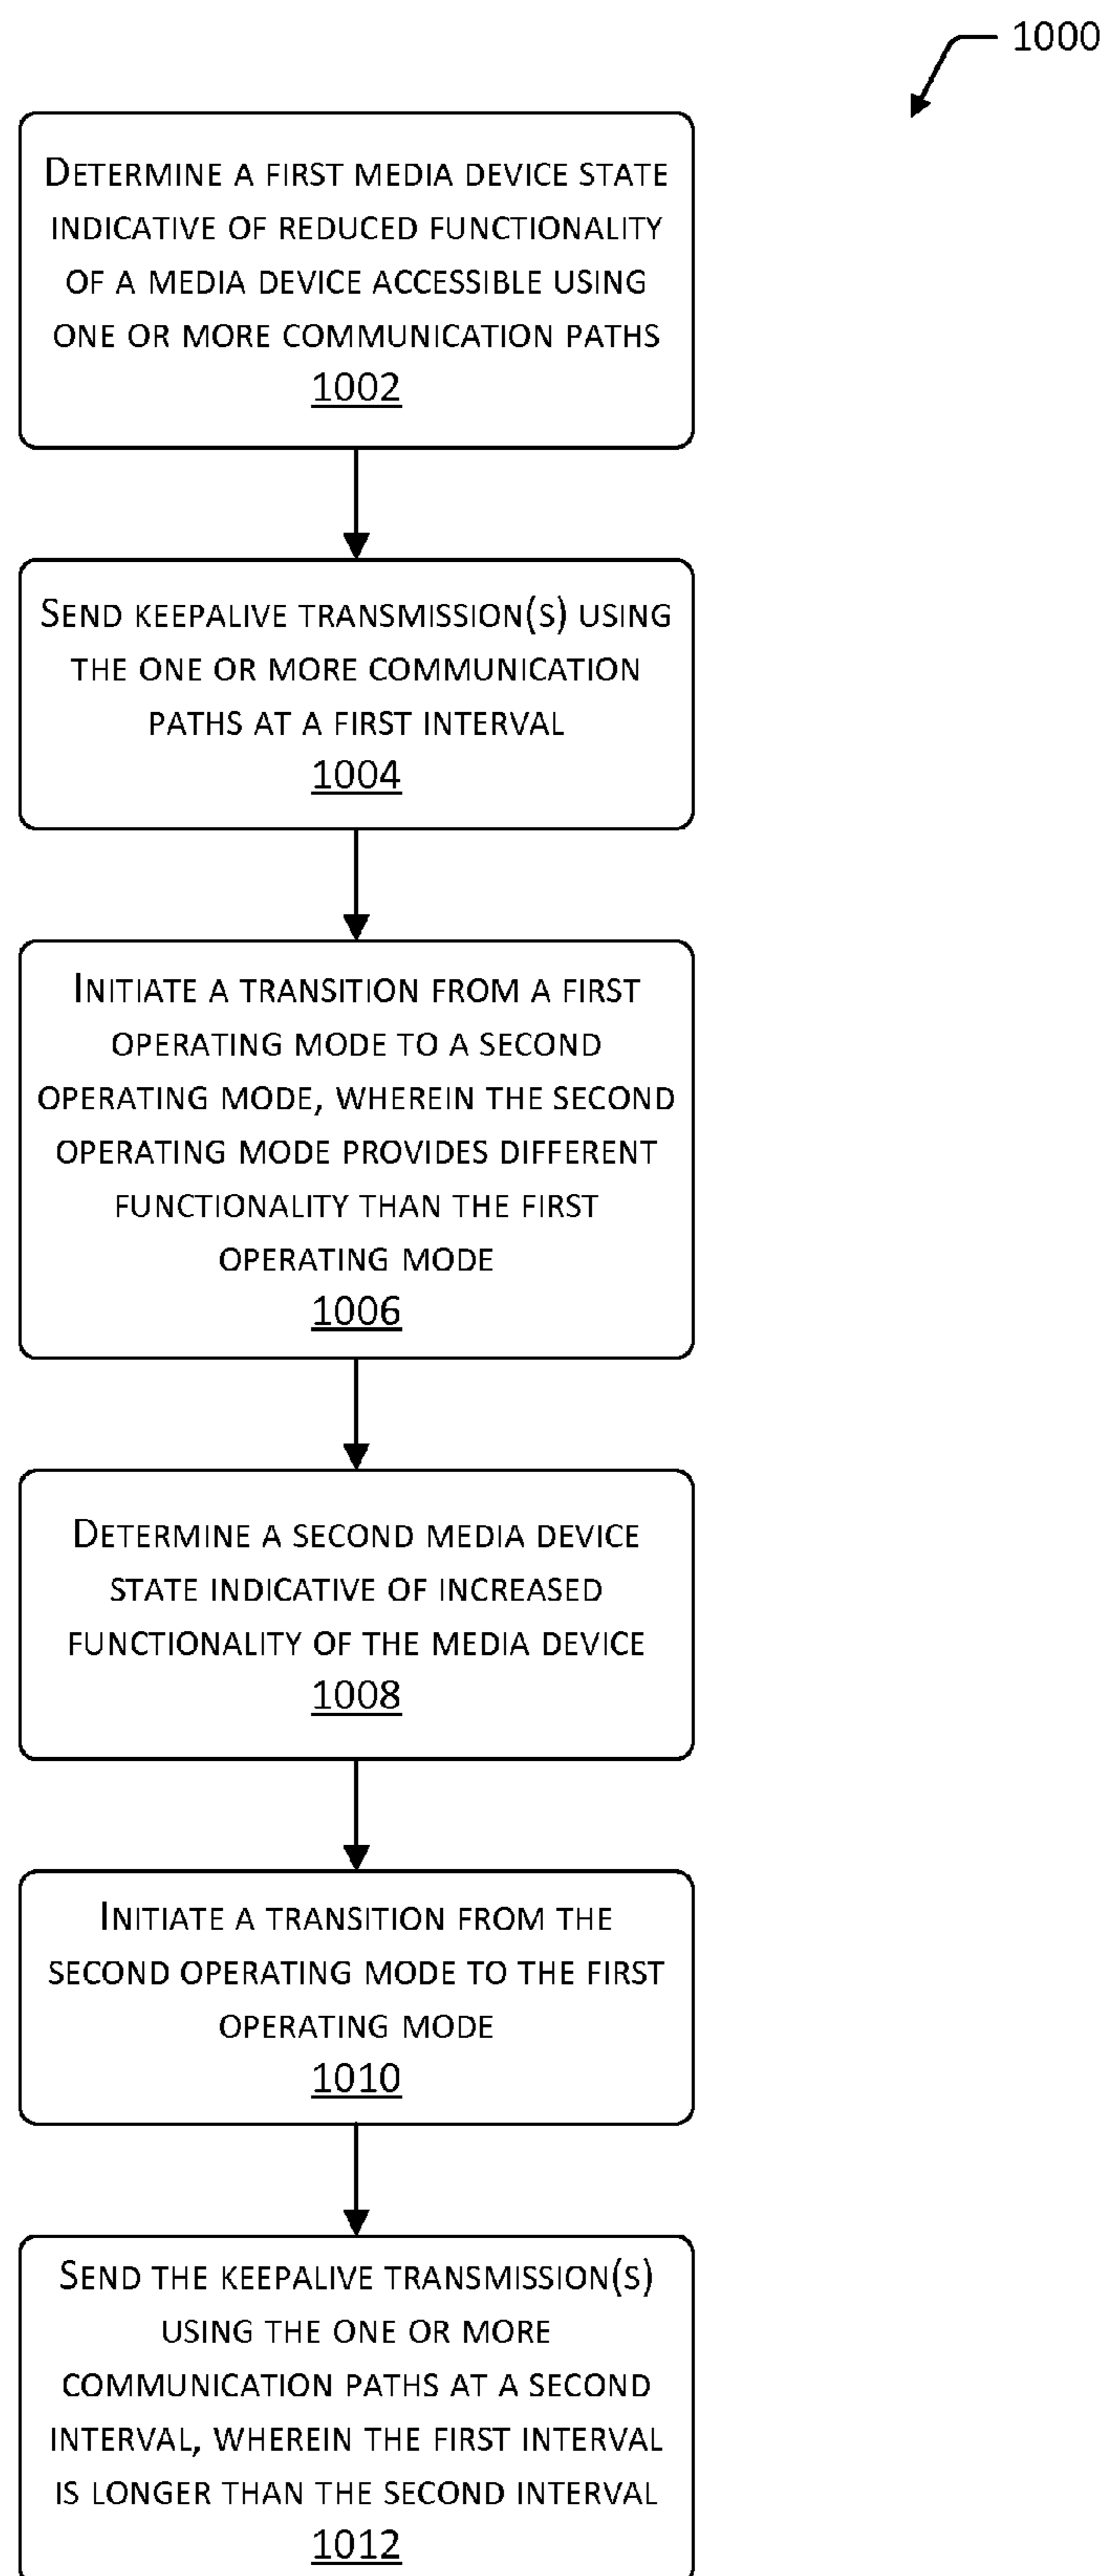 1000
DETERMINE A FIRST MEDIA DEVICE STATE
INDICATIVE OF REDUCED FUNCTIONALITY
OF A MEDIA DEVICE ACCESSIBLE USING
ONE OR MORE COMMUNICATION PATHS
1002
SEND KEEPALIVE TRANSMISSION(S) USING
THE ONE OR MORE COMMUNICATION
PATHS AT A FIRST INTERVAL
1004
INITIATE A TRANSITION FROM A FIRST
OPERATING MODE TO A SECOND
OPERATING MODE, WHEREIN THE SECOND
OPERATING MODE PROVIDES DIFFERENT
FUNCTIONALITY THAN THE FIRST
OPERATING MODE
1006
DETERMINE A SECOND MEDIA DEVICE
STATE INDICATIVE OF INCREASED
FUNCTIONALITY OF THE MEDIA DEVICE
1008
INITIATE A TRANSITION FROM THE
SECOND OPERATING MODE TO THE FIRST
OPERATING MODE
1010
SEND THE KEEPALIVE TRANSMISSION(S)
USING THE ONE OR MORE
COMMUNICATION PATHS AT A SECOND
INTERVAL, WHEREIN THE FIRST INTERVAL
IS LONGER THAN THE SECOND INTERVAL
1012